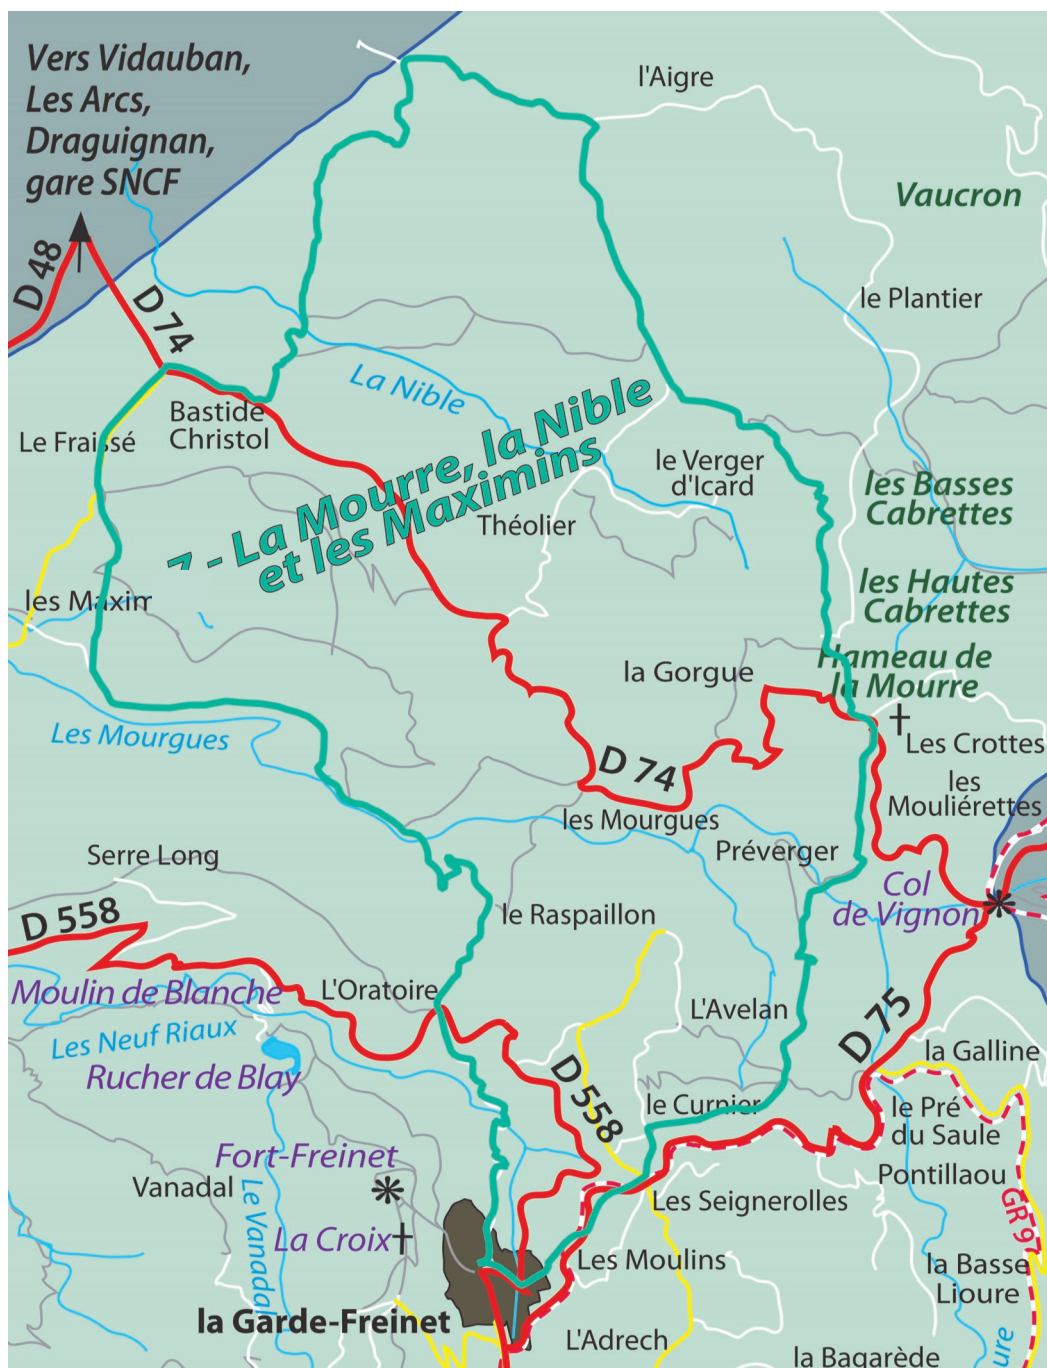 Vers Vidauban,
Les Arcs,
Draguignan,
gare SNCF
l'Aigre
Vaucron
D 48
D 74
le Plantier
La Nible
Bastide
Christol
Le Fraissé
7 - La Mourre, la Nible
et les Maximins
le Verger
d'Icard
Théolier
les Basses
Cabrettes
les Hautes
Cabrettes
les Maxim
Hameau de
la Mourre
la Gorgue
Les Mourgues
Les Crottes
D 74
les
Mouliérettes
les Mourgues
Préverger
Serre Long
Col
de Vignon
D 558
le Raspaillon
Moulin de Blanche
L'Oratoire
L'Avelan
D 75
Les Neuf Riaux
la Galline
Rucher de Blay
D 558
le Curnier
le Pré
du Saule
Fort-Freinet
Vanadal
Pontillaou
Les Seignerolles
GR 97
Le Vanadal
La Croix
Les Moulins
la Basse
Lioure
la Garde-Freinet
L'Adrech
ure
la Bagarède